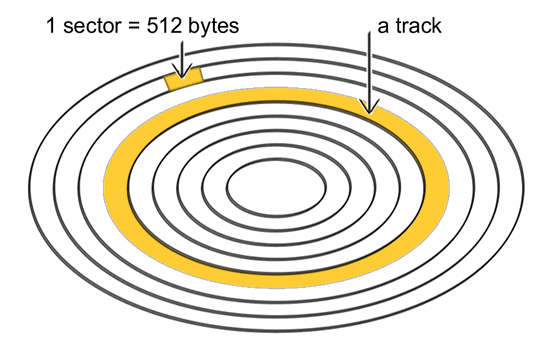 1 sector = 512 bytes
a track